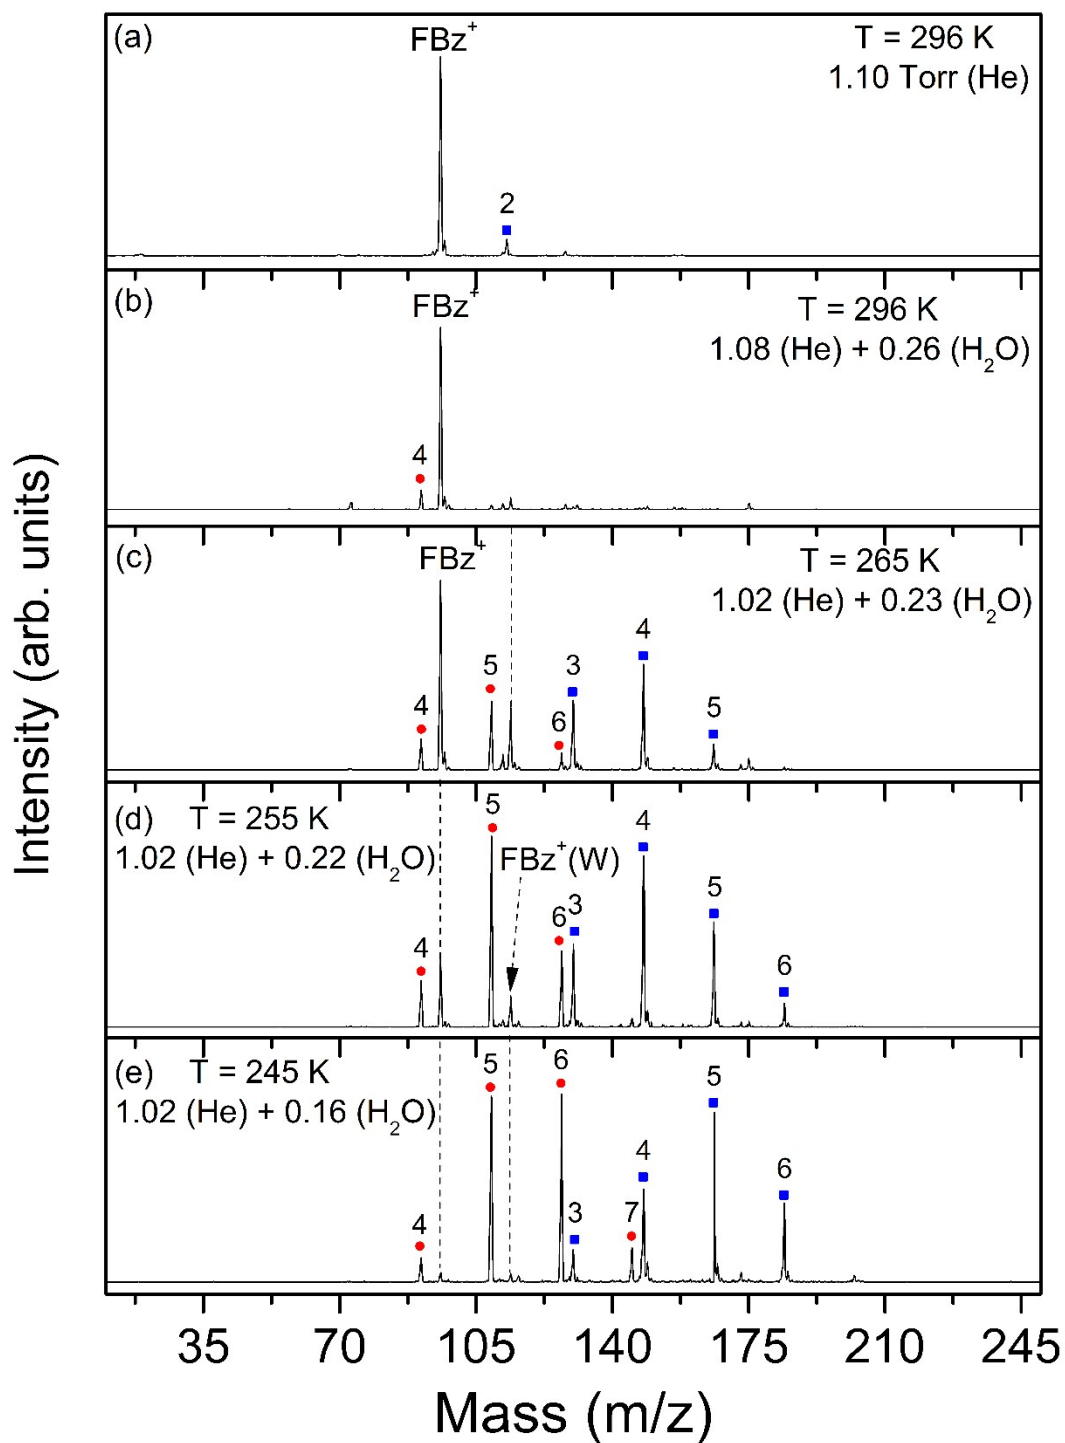 (a)
FBz+
T = 296 K
1.10 Torr (He)
2
(b)
FBz+
T = 296 K
1.08 (He) + 0.26 (H2O)
4
(c)
FBz+
T = 265 K
1.02 (He) + 0.23 (H2O)
4
5
6
3
4
5
(d)
T = 255 K
1.02 (He) + 0.22 (H2O)
4
5
FBz+(W)
6
3
4
5
6
(e)
T = 245 K
1.02 (He) + 0.16 (H2O)
4
5
6
3
7
4
5
6
35 70 105 140 175 210 245
Mass (m/z)
Intensity (arb. units)